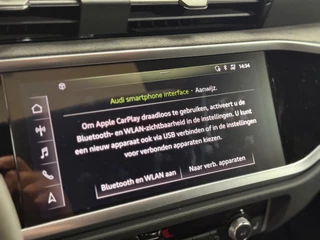 14:34
Audi smartphone interface • Aanwijz.
Om Apple CarPlay draadloos te gebruiken, activeert u de
Bluetooth- en WLAN-zichtbaarheid in de instellingen. U kunt
een nieuw apparaat ook via USB verbinden of in de instellingen
voor verbonden apparaten kiezen.
Bluetooth en WLAN aan
Naar verb. apparaten